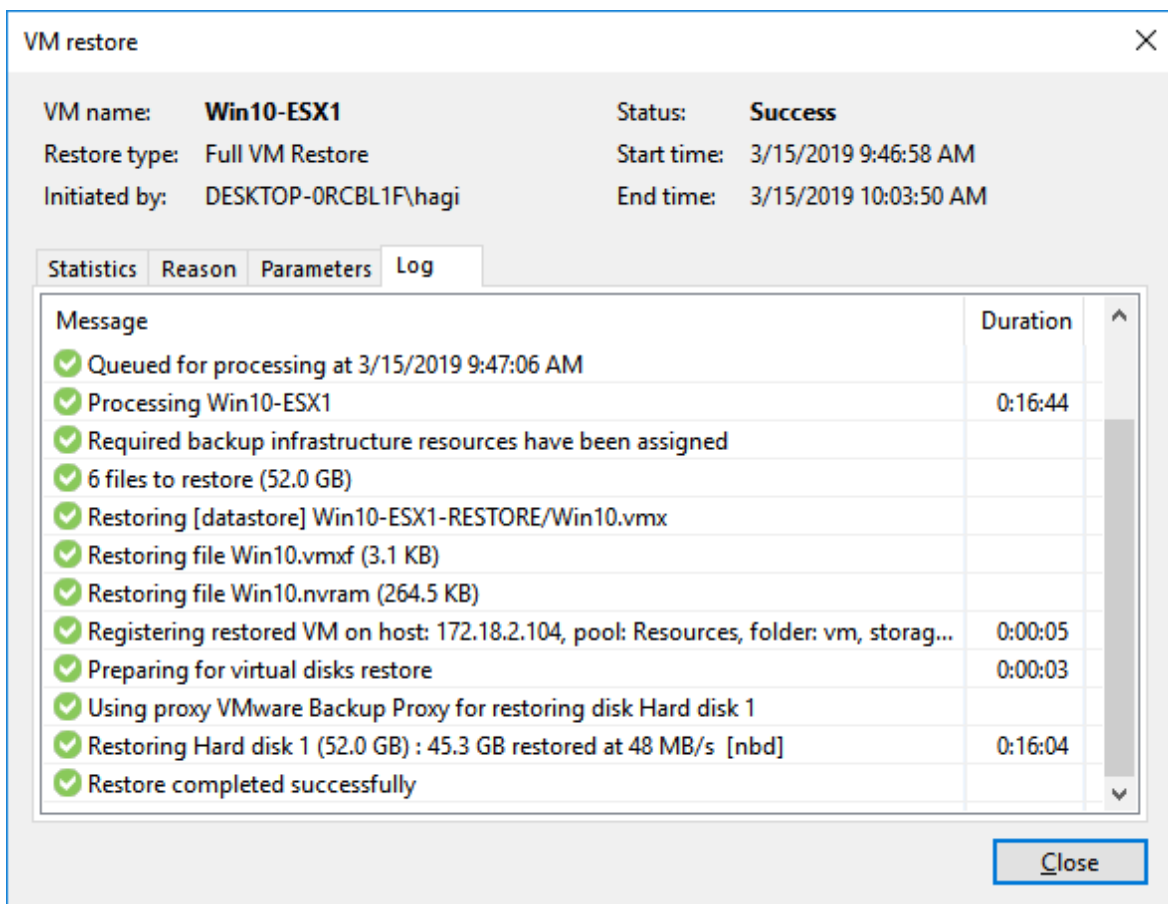 VM restore
VM name: Win10-ESX1 Status: Success
Restore type: Full VM Restore Start time: 3/15/2019 9:46:58 AM
Initiated by: DESKTOP-0RCBL1F\hagi End time: 3/15/2019 10:03:50 AM
Statistics Reason Parameters Log
Message Duration
Queued for processing at 3/15/2019 9:47:06 AM
Processing Win10-ESX1 0:16:44
Required backup infrastructure resources have been assigned
6 files to restore (52.0 GB)
Restoring [datastore] Win10-ESX1-RESTORE/Win10.vmx
Restoring file Win10.vmxf (3.1 KB)
Restoring file Win10.nvram (264.5 KB)
Registering restored VM on host: 172.18.2.104, pool: Resources, folder: vm, storag... 0:00:05
Preparing for virtual disks restore 0:00:03
Using proxy VMware Backup Proxy for restoring disk Hard disk 1
Restoring Hard disk 1 (52.0 GB) : 45.3 GB restored at 48 MB/s [nbd] 0:16:04
Restore completed successfully
Close